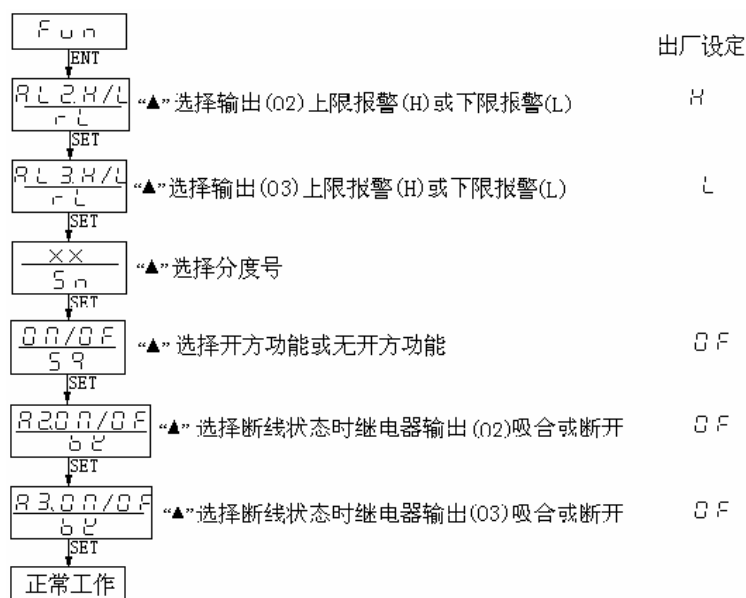 Fun
出厂设定
ENT
AL2.H/L
rL
“▲”选择输出(O2)上限报警(H)或下限报警(L)
H
SET
AL3.H/L
rL
“▲”选择输出(O3)上限报警(H)或下限报警(L)
L
SET
××
Sn
“▲”选择分度号
SET
ON/OF
Sq
“▲”选择开方功能或无开方功能
OF
SET
A2.ON/OF
“▲”选择断线状态时继电器输出(O2)吸合或断开
OF
SET
A3.ON/OF
“▲”选择断线状态时继电器输出(O3)吸合或断开
OF
SET
正常工作